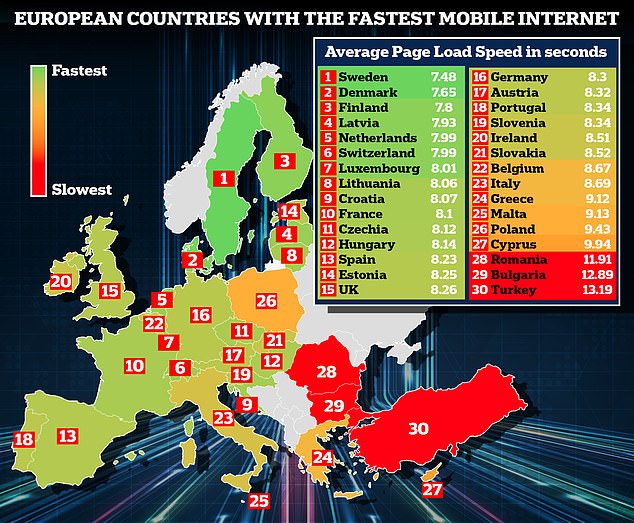 EUROPEAN COUNTRIES WITH THE FASTEST MOBILE INTERNET
Fastest
Slowest
Average Page Load Speed in seconds
1 Sweden 7.48
2 Denmark 7.65
3 Finland 7.8
4 Latvia 7.93
5 Netherlands 7.99
6 Switzerland 7.99
7 Luxembourg 8.01
8 Lithuania 8.06
9 Croatia 8.07
10 France 8.1
11 Czechia 8.12
12 Hungary 8.14
13 Spain 8.23
14 Estonia 8.25
15 UK 8.26
16 Germany 8.3
17 Austria 8.32
18 Portugal 8.34
19 Slovenia 8.34
20 Ireland 8.51
21 Slovakia 8.52
22 Belgium 8.67
23 Italy 8.69
24 Greece 9.12
25 Malta 9.13
26 Poland 9.43
27 Cyprus 9.94
28 Romania 11.91
29 Bulgaria 12.89
30 Turkey 13.19
3
1
14
4
8
2
20
15
5
16
26
22
11
21
7
17
12
10
6
19
28
9
29
23
18
13
30
24
27
25